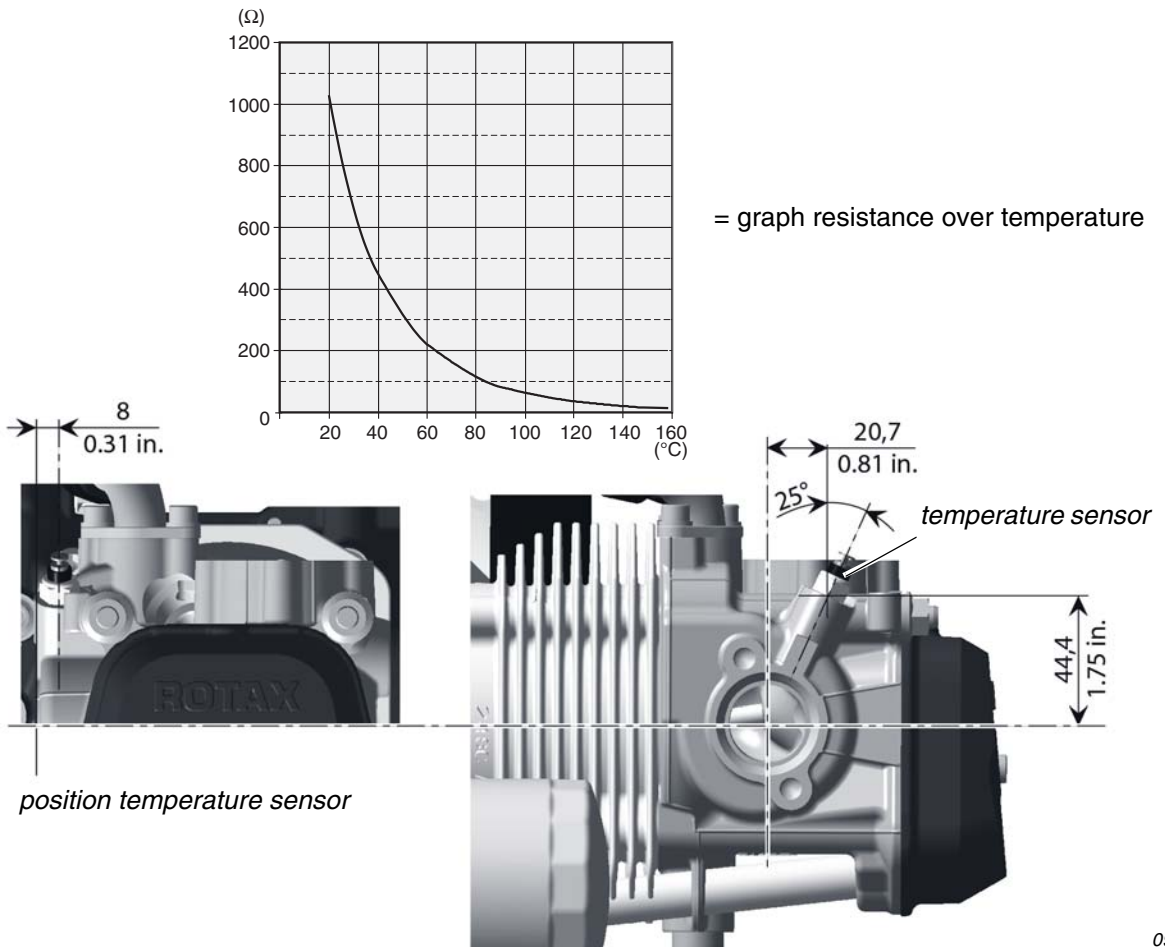 (Ω)
1200
1000
800
600
400
200
0
20 40 60 80 100 120 140 160
(°C)
= graph resistance over temperature
8
0.31 in.
20,7
0.81 in.
25°
temperature sensor
44,4
1.75 in.
ROTAX
position temperature sensor